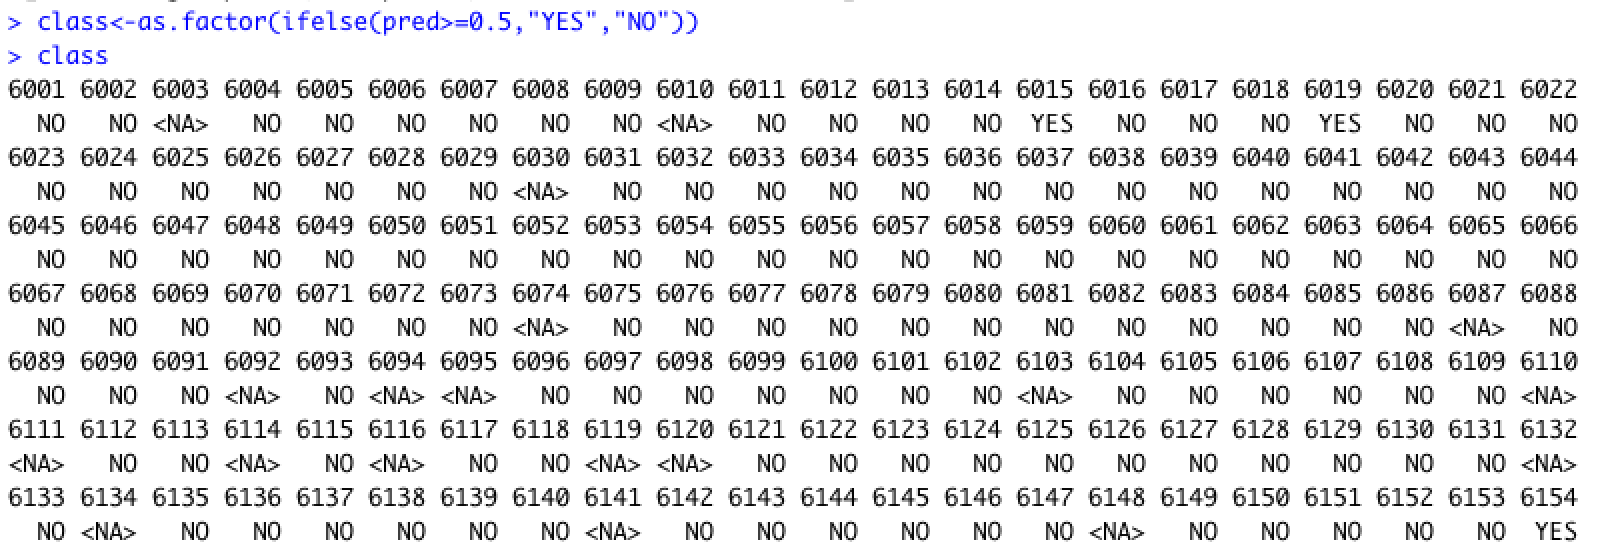 > class<-as.factor(ifelse(pred>=0.5,"YES","NO"))
> class
6001 6002 6003 6004 6005 6006 6007 6008 6009 6010 6011 6012 6013 6014 6015 6016 6017 6018 6019 6020 6021 6022
NO NO <NA> NO NO NO NO NO NO <NA> NO NO NO NO YES NO NO NO YES NO NO NO
6023 6024 6025 6026 6027 6028 6029 6030 6031 6032 6033 6034 6035 6036 6037 6038 6039 6040 6041 6042 6043 6044
NO NO NO NO NO NO NO <NA> NO NO NO NO NO NO NO NO NO NO NO NO NO NO
6045 6046 6047 6048 6049 6050 6051 6052 6053 6054 6055 6056 6057 6058 6059 6060 6061 6062 6063 6064 6065 6066
NO NO NO NO NO NO NO NO NO NO NO NO NO NO NO NO NO NO NO NO NO NO
6067 6068 6069 6070 6071 6072 6073 6074 6075 6076 6077 6078 6079 6080 6081 6082 6083 6084 6085 6086 6087 6088
NO NO NO NO NO NO NO <NA> NO NO NO NO NO NO NO NO NO NO NO NO <NA> NO
6089 6090 6091 6092 6093 6094 6095 6096 6097 6098 6099 6100 6101 6102 6103 6104 6105 6106 6107 6108 6109 6110
NO NO NO <NA> NO <NA> <NA> NO NO NO NO NO NO NO <NA> NO NO NO NO NO NO <NA>
6111 6112 6113 6114 6115 6116 6117 6118 6119 6120 6121 6122 6123 6124 6125 6126 6127 6128 6129 6130 6131 6132
<NA> NO NO <NA> NO <NA> NO NO <NA> <NA> NO NO NO NO NO NO NO NO NO NO NO <NA>
6133 6134 6135 6136 6137 6138 6139 6140 6141 6142 6143 6144 6145 6146 6147 6148 6149 6150 6151 6152 6153 6154
NO <NA> NO NO NO NO NO NO <NA> NO NO NO NO NO NO <NA> NO NO NO NO NO YES